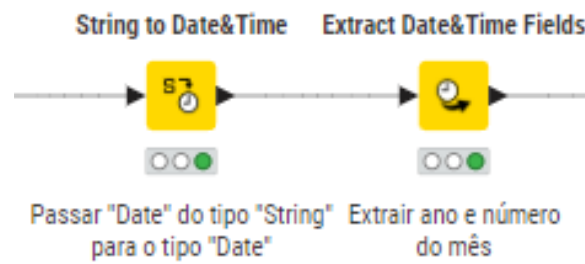 String to Date&Time
Extract Date&Time Fields
S
Passar "Date" do tipo "String"
para o tipo "Date"
Extrair ano e número
do mês